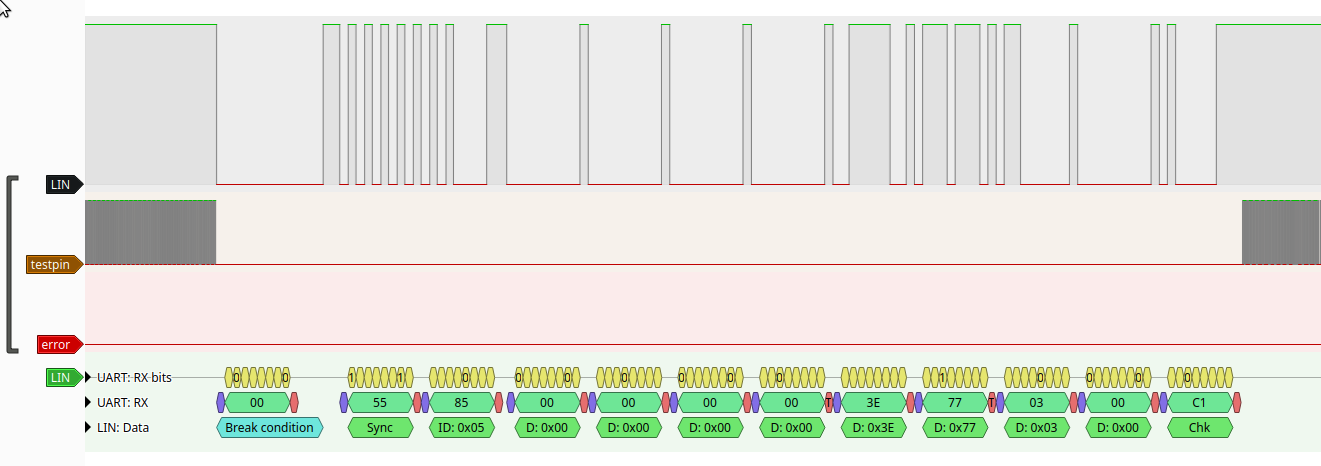 LIN
testpin
error
LIN
UART: RX bits
0 0 1 1 0 0 0 0 0 0 0 1 0 0 0 0
UART: RX
00 55 85 00 00 00 00 T 3E 77 T 03 00 C1
LIN: Data
Break condition Sync ID: 0x05 D: 0x00 D: 0x00 D: 0x00 D: 0x00 D: 0x3E D: 0x77 D: 0x03 D: 0x00 Chk